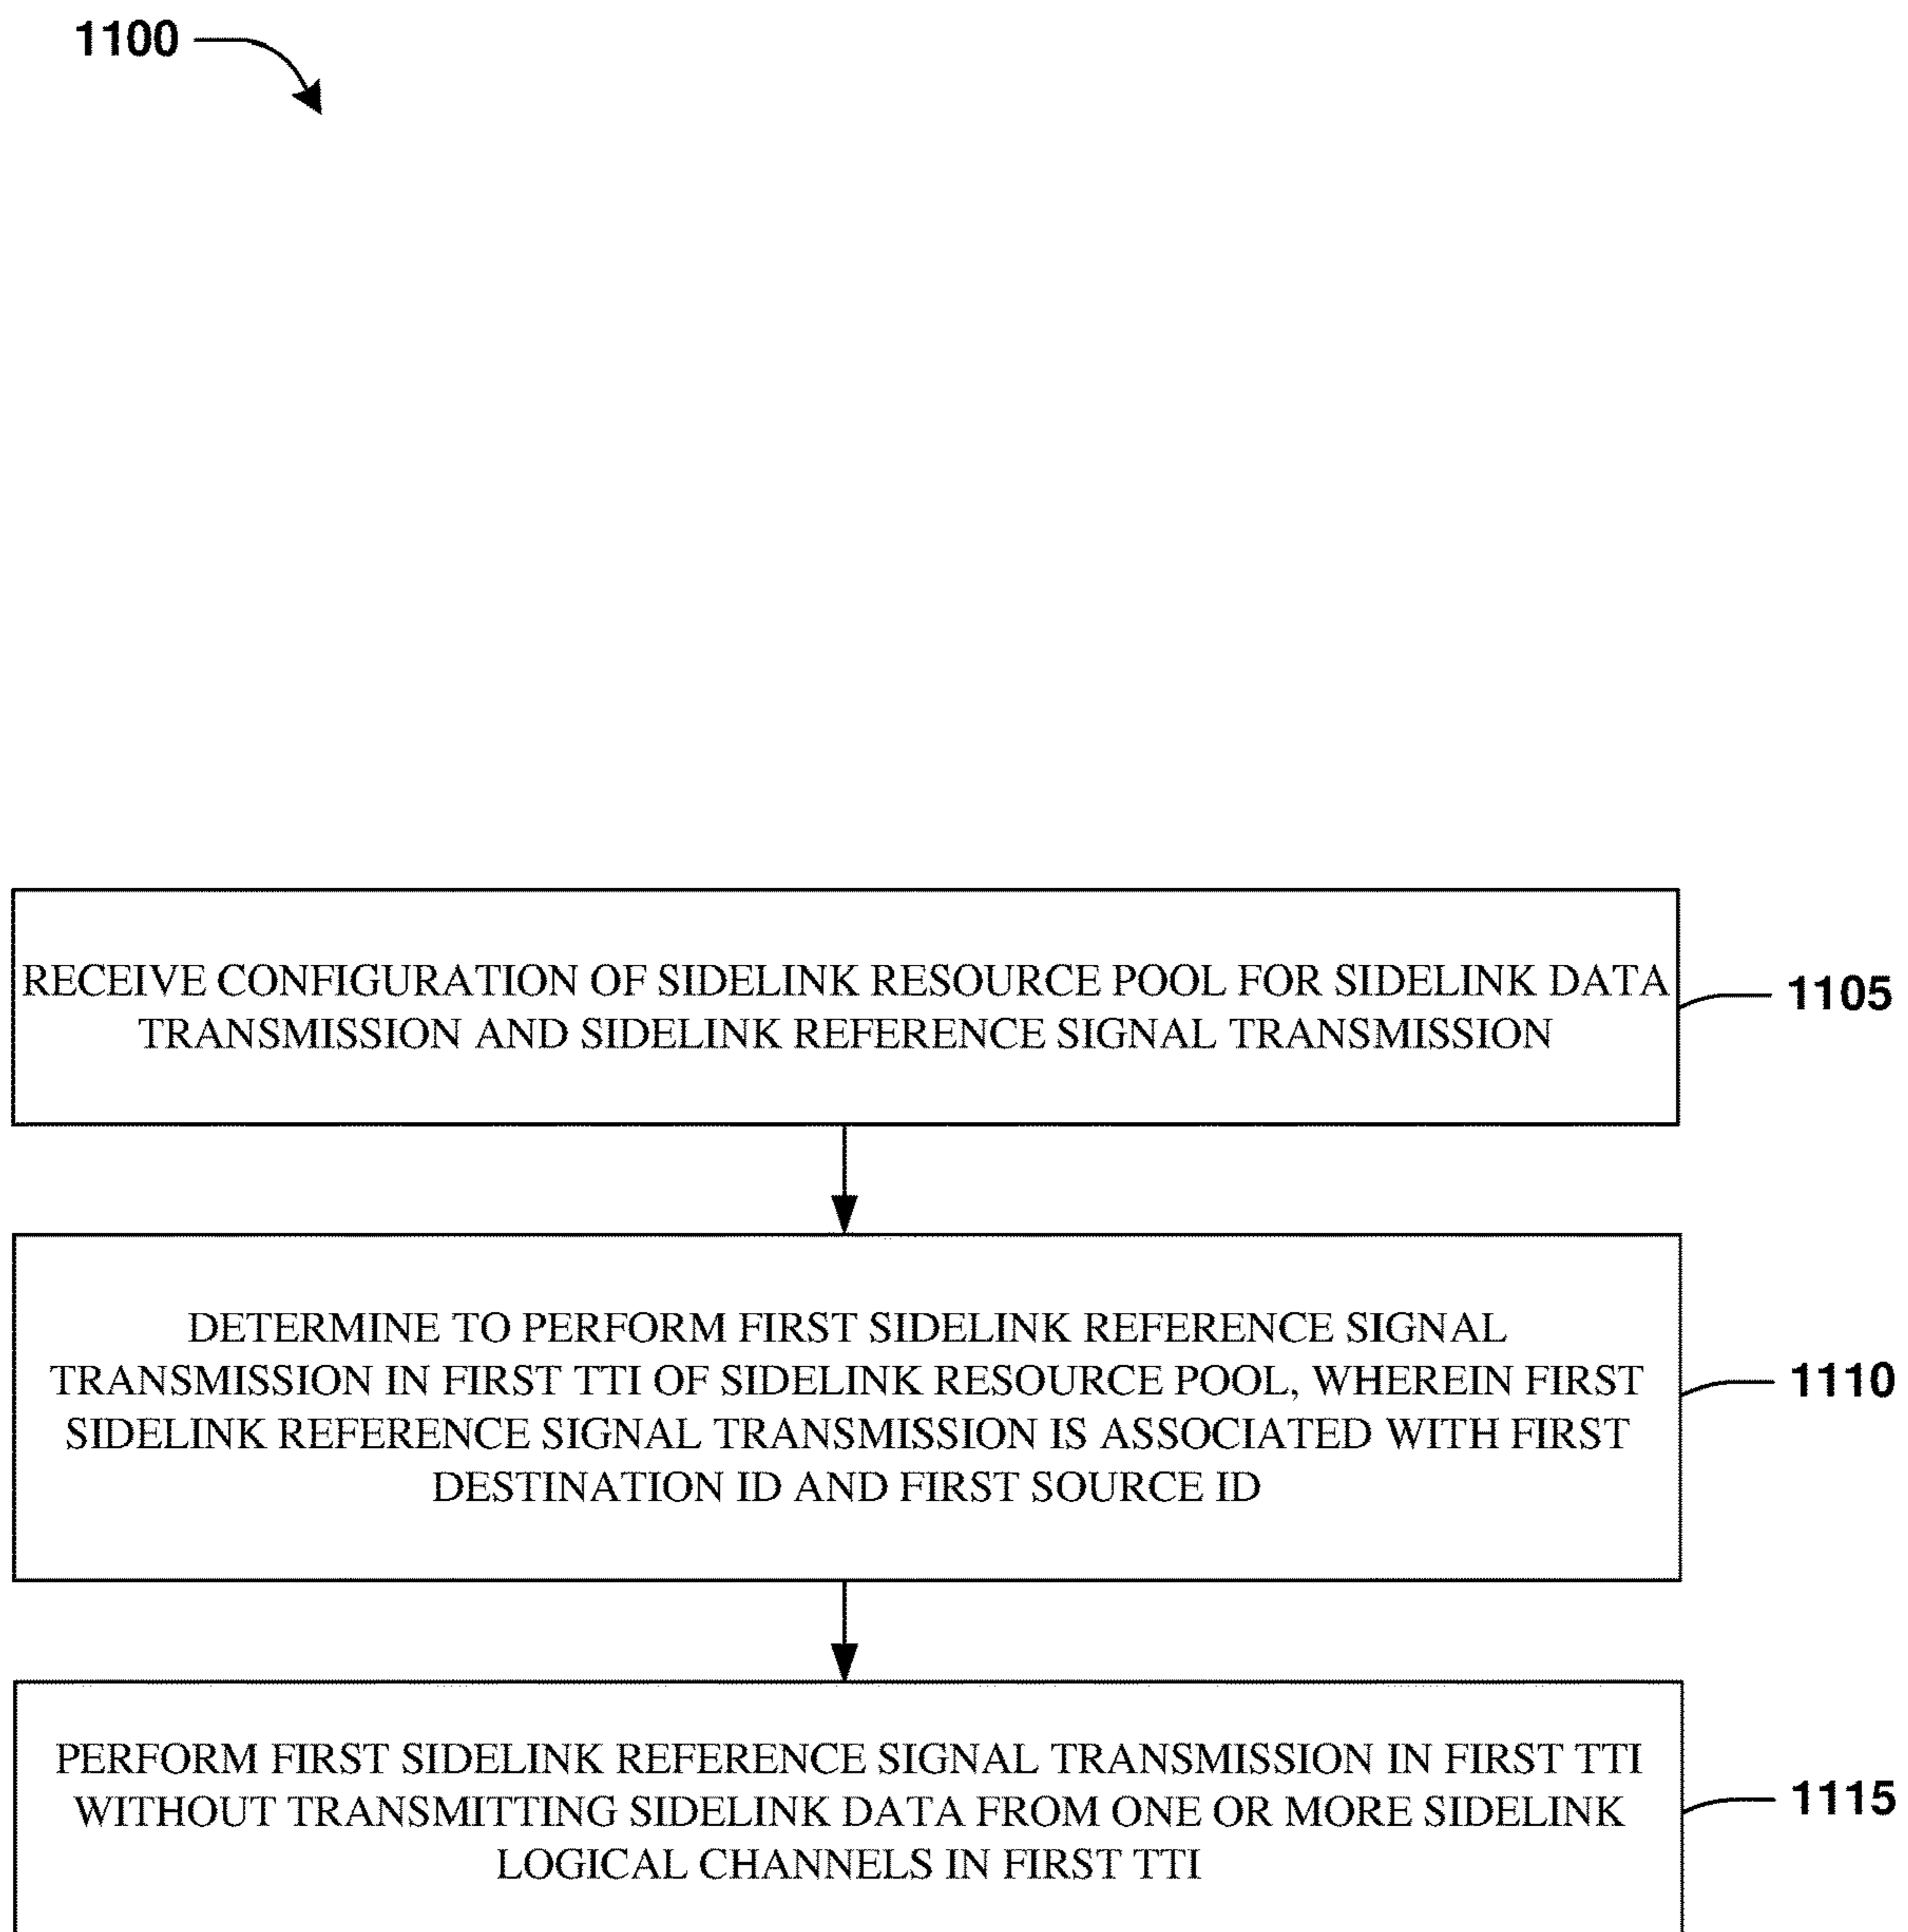 1100
RECEIVE CONFIGURATION OF SIDELINK RESOURCE POOL FOR SIDELINK DATA
TRANSMISSION AND SIDELINK REFERENCE SIGNAL TRANSMISSION
1105
DETERMINE TO PERFORM FIRST SIDELINK REFERENCE SIGNAL
TRANSMISSION IN FIRST TTI OF SIDELINK RESOURCE POOL, WHEREIN FIRST
SIDELINK REFERENCE SIGNAL TRANSMISSION IS ASSOCIATED WITH FIRST
DESTINATION ID AND FIRST SOURCE ID
1110
PERFORM FIRST SIDELINK REFERENCE SIGNAL TRANSMISSION IN FIRST TTI
WITHOUT TRANSMITTING SIDELINK DATA FROM ONE OR MORE SIDELINK
LOGICAL CHANNELS IN FIRST TTI
1115